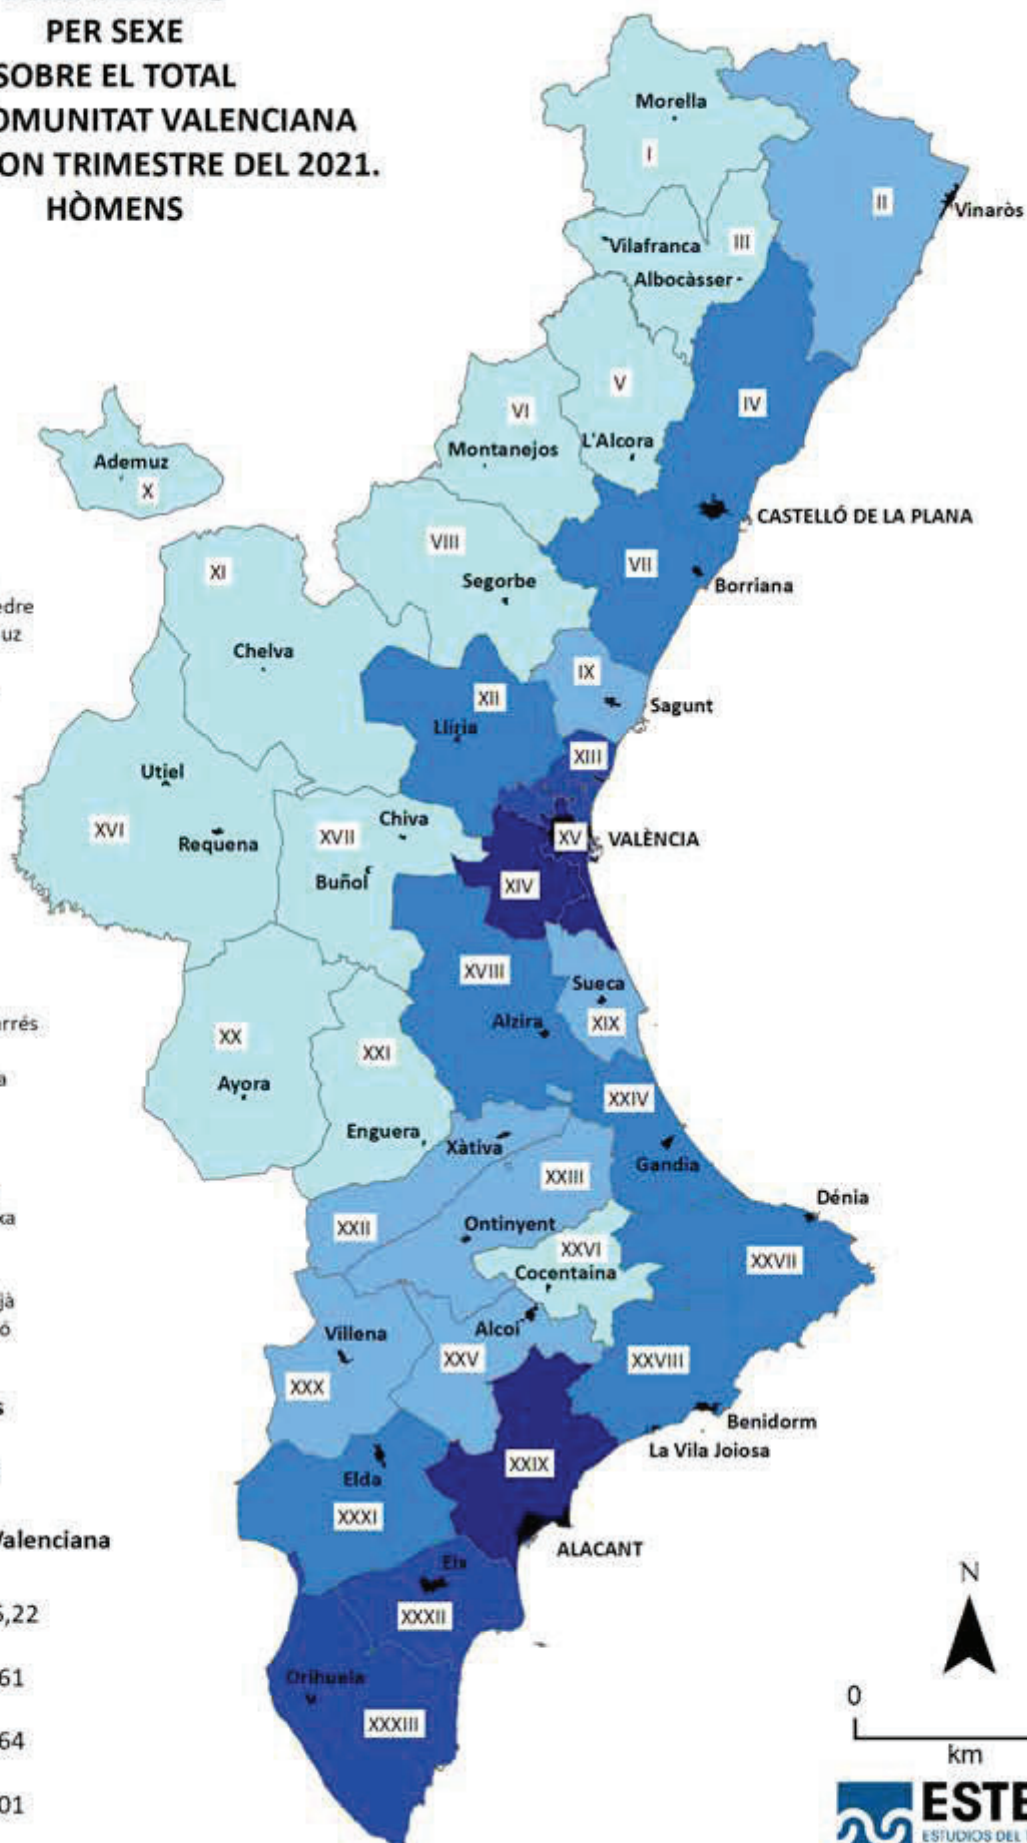 PER SEXE
SOBRE EL TOTAL
COMUNITAT VALENCIANA
TRIMESTRE DEL 2021.
HÒMENS
Morella
I
II
Vinaròs
Vilafranca
III
Albocàsser
V
IV
VI
L'Alcora
Montanejos
Ademuz
X
CASTELLÓ DE LA PLANA
VIII
VII
XI
Segorbe
Borriana
Chelva
IX
XII
Sagunt
Llíria
XIII
Utiel
XVI
Requena
XVII
Chiva
XV
VALÈNCIA
Buñol
XIV
XVIII
Sueca
Alzira
XIX
XX
XXI
Ayora
XXIV
Enguera
Xàtiva
Gandia
XXIII
Dénia
XXII
Ontinyent
XXVI
XXVII
Cocentaina
Villena
Alcoi
XXV
XXVIII
XXX
Benidorm
La Vila Joiosa
Elda
XXIX
XXXI
Valenciana
ALACANT
Elx
N
5,22
XXXII
61
Orihuela
0
64
XXXIII
km
01
ESTE
ESTUDIOS DEL